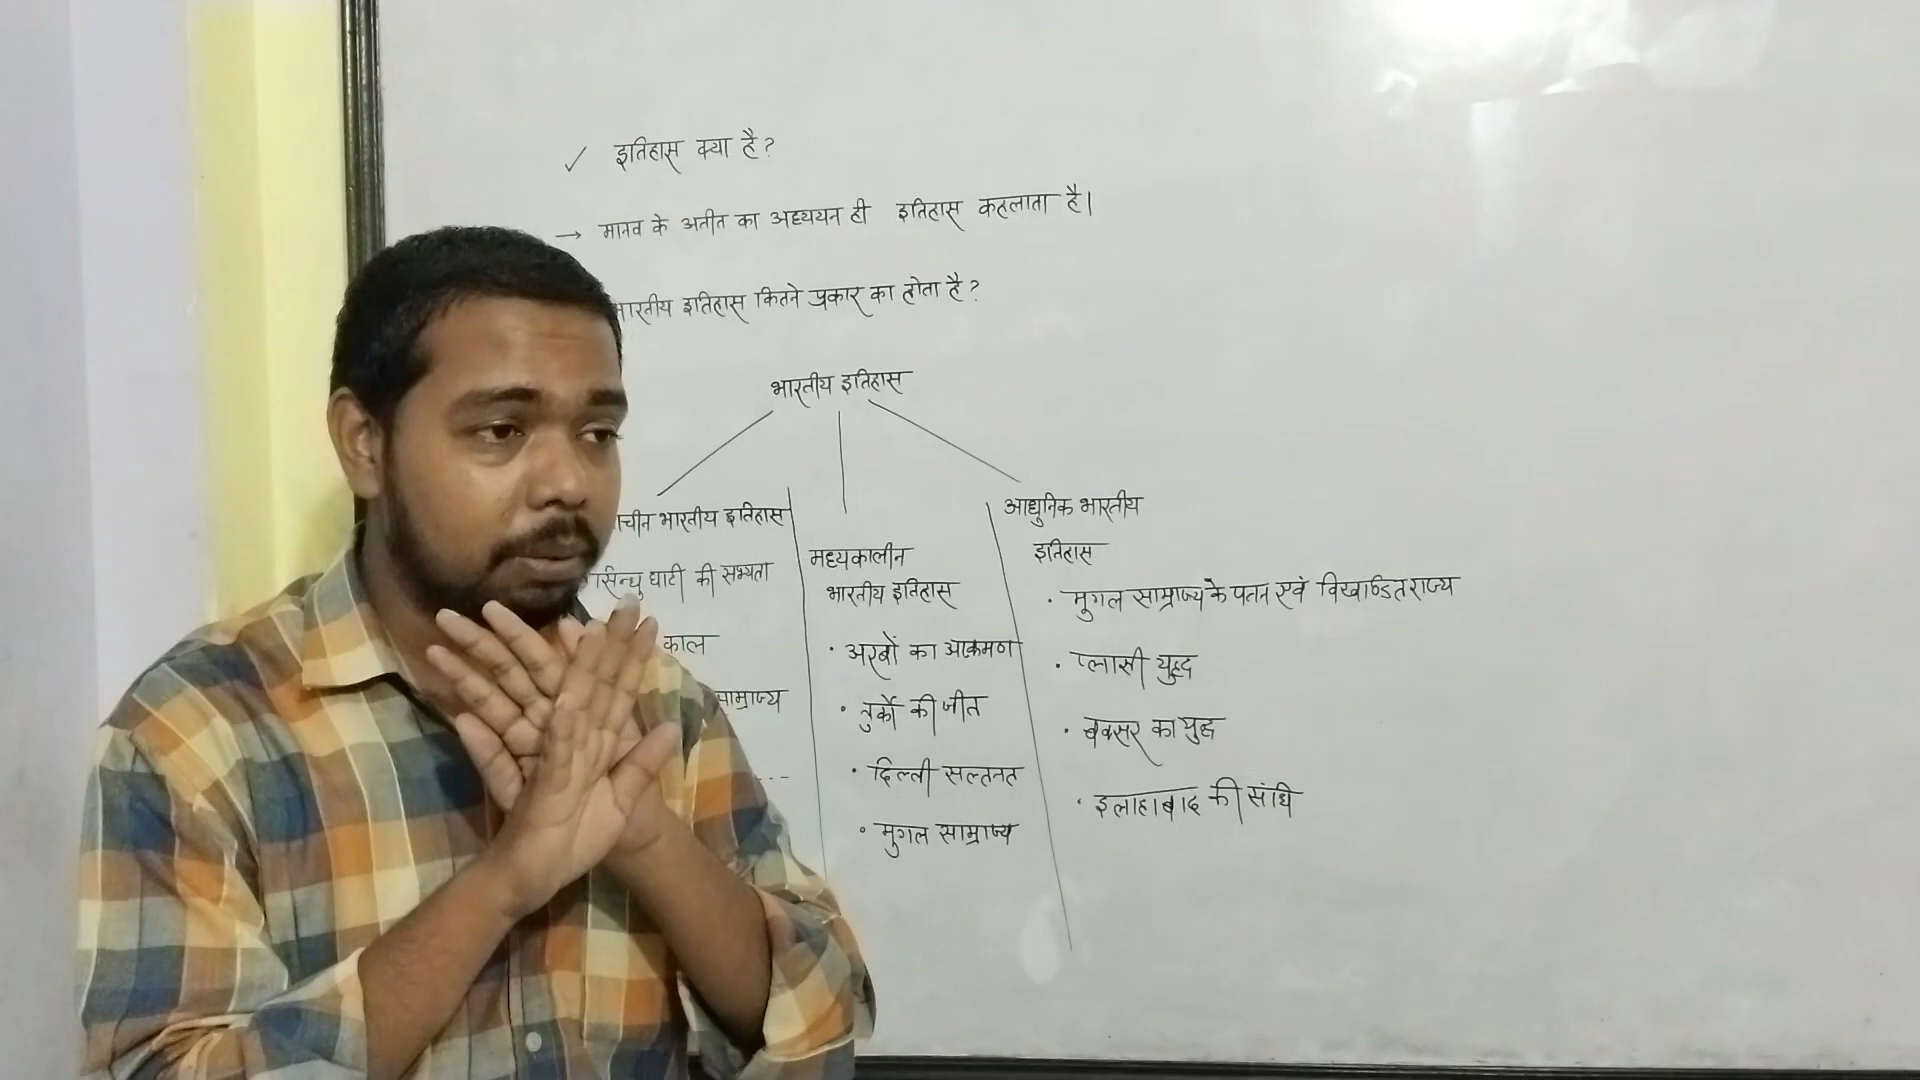 ✓ इतिहास क्या है?
→ मानव के अतीत का अध्ययन ही इतिहास कहलाता है।
भारतीय इतिहास कितने प्रकार का होता है?
भारतीय इतिहास
चीन भारतीय इतिहास
सिन्धु घाटी की सभ्यता
काल
साम्राज्य
मध्यकालीन
भारतीय इतिहास
• अरबों का आक्रमण
• तुर्कों की जीत
• दिल्ली सल्तनत
• मुगल साम्राज्य
आधुनिक भारतीय
इतिहास
• मुगल साम्राज्य के पतन एवं विखण्डित राज्य
• प्लासी युद्ध
• बक्सर का युद्ध
• इलाहाबाद की संधि